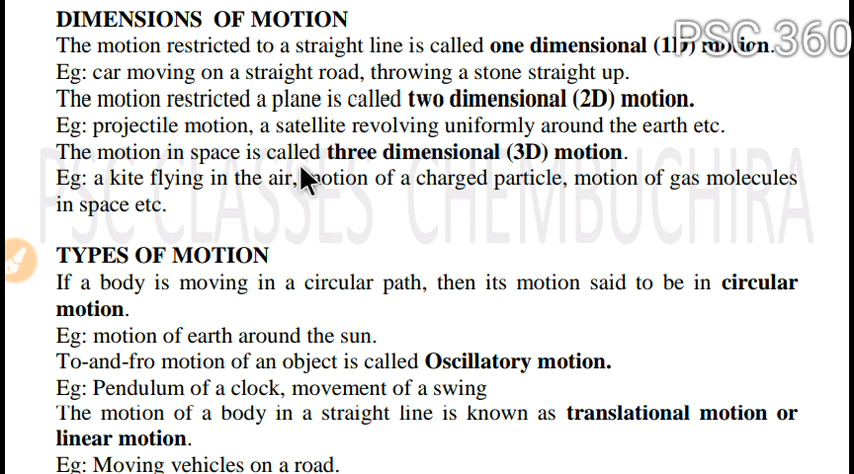 DIMENSIONS OF MOTION
The motion restricted to a straight line is called one dimensional (1D) motion.
PSC 360
Eg: car moving on a straight road, throwing a stone straight up.
The motion restricted a plane is called two dimensional (2D) motion.
Eg: projectile motion, a satellite revolving uniformly around the earth etc.
The motion in space is called three dimensional (3D) motion.
Eg: a kite flying in the air, motion of a charged particle, motion of gas molecules
in space etc.
PSC CLASSES CHEMBUCHIRA
TYPES OF MOTION
If a body is moving in a circular path, then its motion said to be in circular
motion.
Eg: motion of earth around the sun.
To-and-fro motion of an object is called Oscillatory motion.
Eg: Pendulum of a clock, movement of a swing
The motion of a body in a straight line is known as translational motion or
linear motion.
Eg: Moving vehicles on a road.